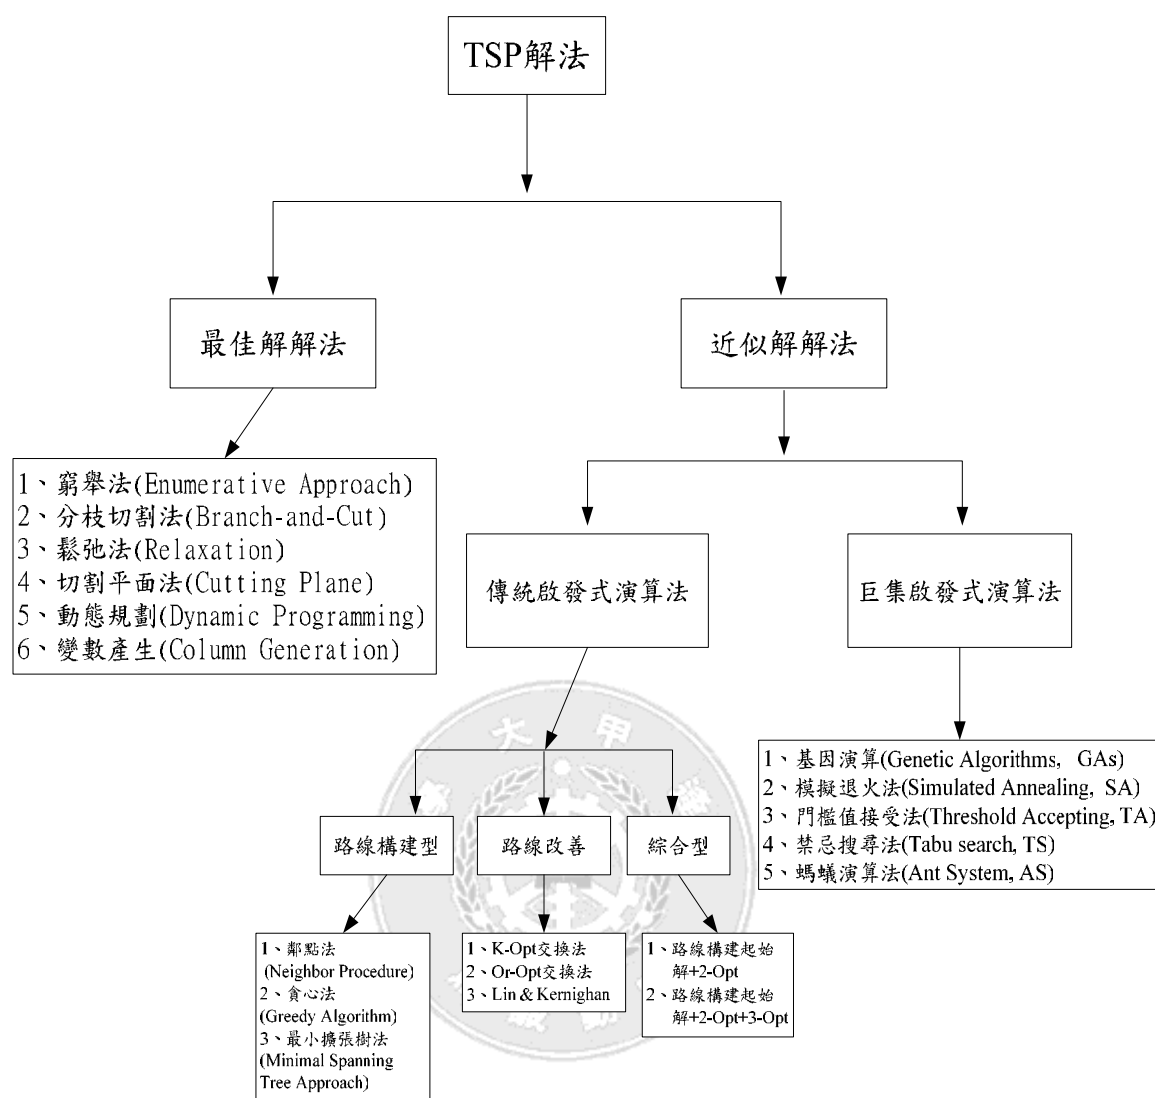 TSP解法
最佳解解法
近似解解法
1、窮舉法(Enumerative Approach)
2、分枝切割法(Branch-and-Cut)
3、鬆弛法(Relaxation)
4、切割平面法(Cutting Plane)
5、動態規劃(Dynamic Programming)
6、變數產生(Column Generation)
傳統啟發式演算法
巨集啟發式演算法
大甲
路線構建型
路線改善
綜合型
1、基因演算(Genetic Algorithms, GAs)
2、模擬退火法(Simulated Annealing, SA)
3、門檻值接受法(Threshold Accepting, TA)
4、禁忌搜尋法(Tabu search, TS)
5、螞蟻演算法(Ant System, AS)
1、鄰點法
(Neighbor Procedure)
2、貪心法
(Greedy Algorithm)
3、最小擴張樹法
(Minimal Spanning
Tree Approach)
1、K-Opt交換法
2、Or-Opt交換法
3、Lin & Kernighan
1、路線構建起始
解+2-Opt
2、路線構建起始
解+2-Opt+3-Opt